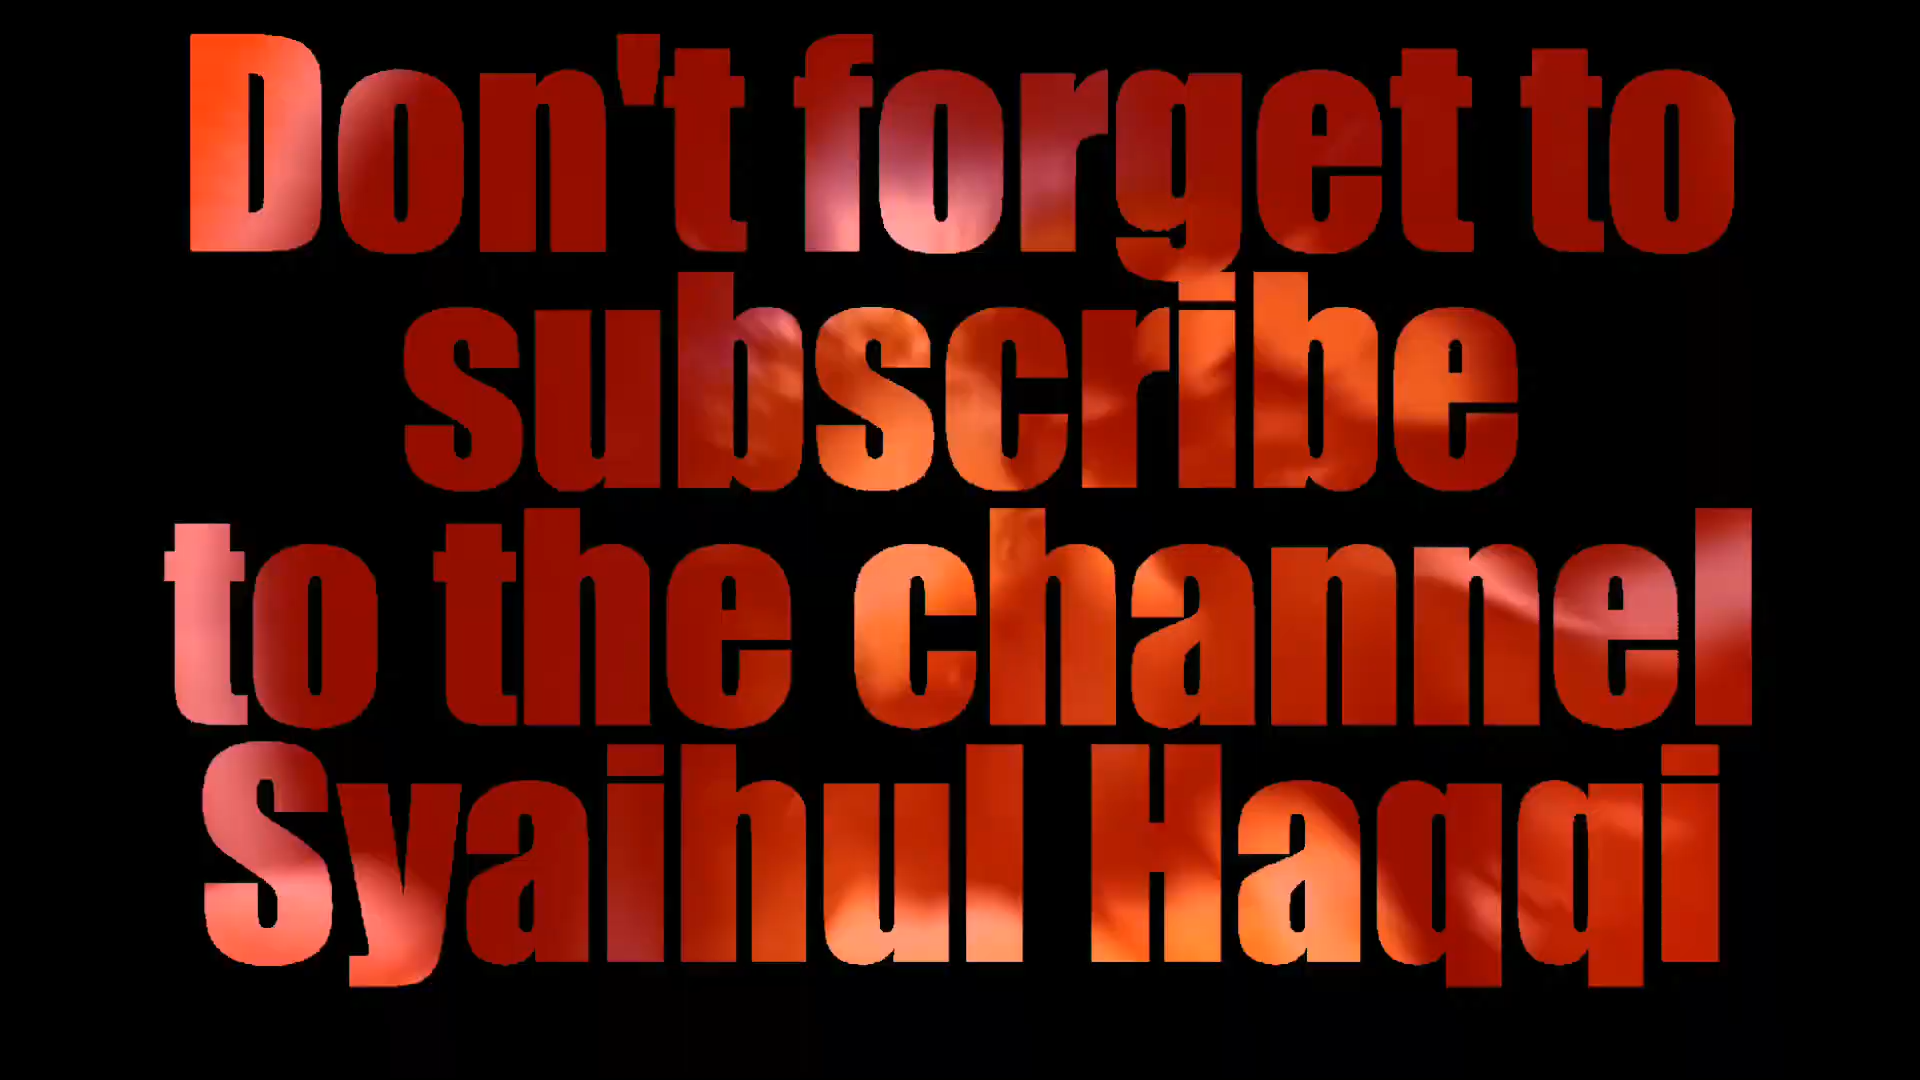 Don't forget to
subscribe
to the channel
Syaihul Haqqi